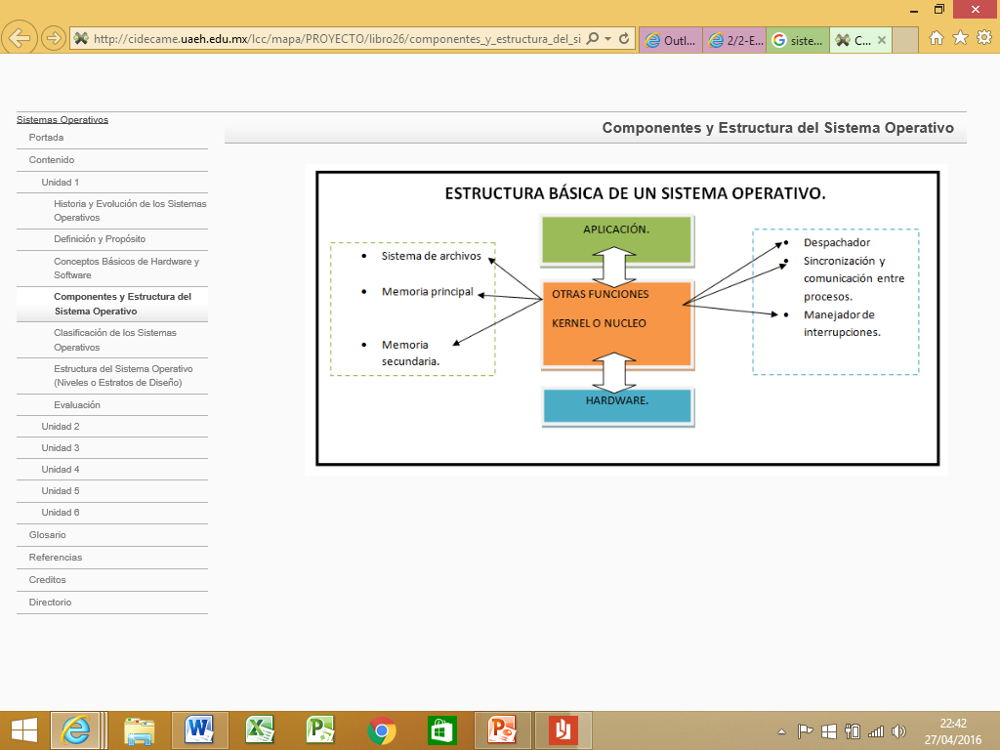 http://cidecame.uaeh.edu.mx/lcc/mapa/PROYECTO/libro26/componentes_y_estructura_del_si
Outl...
2/2-E...
siste...
C...
Sistemas Operativos
Portada
Contenido
Unidad 1
Historia y Evolución de los Sistemas
Operativos
Definición y Propósito
Conceptos Básicos de Hardware y
Software
Componentes y Estructura del
Sistema Operativo
Clasificación de los Sistemas
Operativos
Estructura del Sistema Operativo
(Niveles o Estratos de Diseño)
Evaluación
Unidad 2
Unidad 3
Unidad 4
Unidad 5
Unidad 6
Glosario
Referencias
Creditos
Directorio
Componentes y Estructura del Sistema Operativo
ESTRUCTURA BÁSICA DE UN SISTEMA OPERATIVO.
• Sistema de archivos
• Memoria principal
• Memoria
secundaria.
APLICACIÓN.
OTRAS FUNCIONES
KERNEL O NUCLEO
HARDWARE.
• Despachador
• Sincronización y
comunicación entre
procesos.
• Manejador de
interrupciones.
22:42
27/04/2016